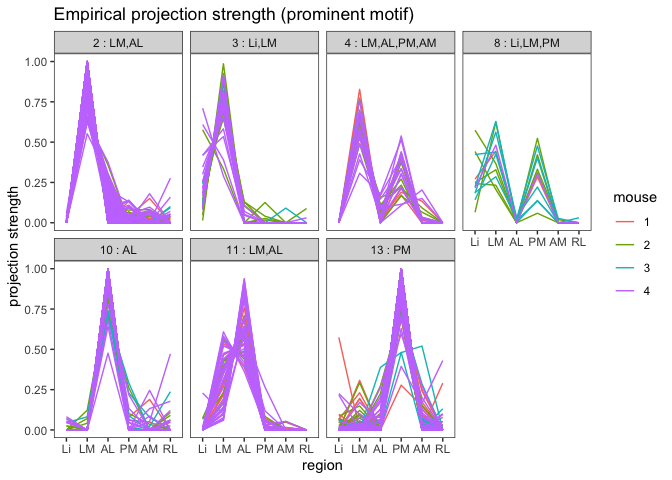 Empirical projection strength (prominent motif)
2 : LM,AL
3 : Li,LM
4 : LM,AL,PM,AM
8 : Li,LM,PM
1.00
0.75
0.50
0.25
0.00
Li LM AL PM AM RL
10 : AL
11 : LM,AL
13 : PM
1.00
0.75
0.50
0.25
0.00
Li LM AL PM AM RL
Li LM AL PM AM RL
Li LM AL PM AM RL
region
projection strength
mouse
1
2
3
4